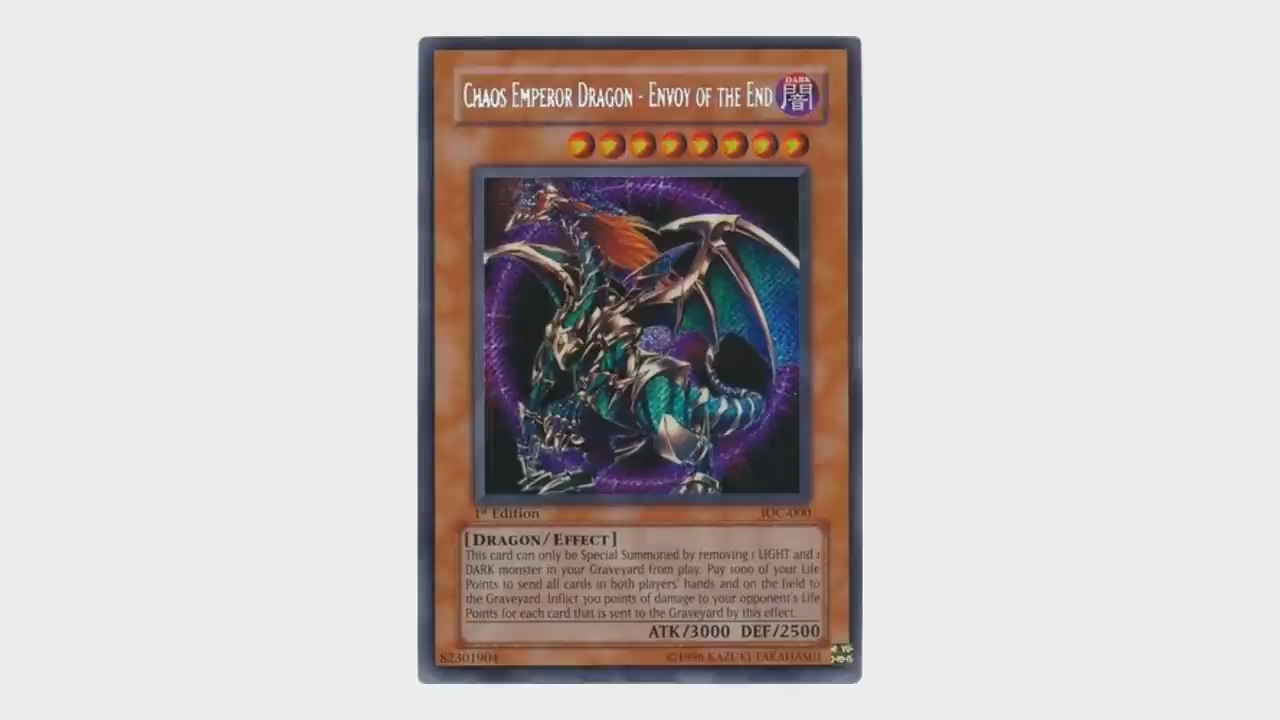 CHAOS EMPEROR DRAGON - ENVOY OF THE END
DARK
闇
1st Edition
IOC-000
[DRAGON/EFFECT]
This card can only be Special Summoned by removing 1 LIGHT and 1
DARK monster in your Graveyard from play. Pay 1000 of your Life
Points to send all cards in both players' hands and on the field to
the Graveyard. Inflict 300 points of damage to your opponent's Life
Points for each card that is sent to the Graveyard by this effect.
ATK/3000 DEF/2500
82301904
©1996 KAZUKI TAKAHASHI